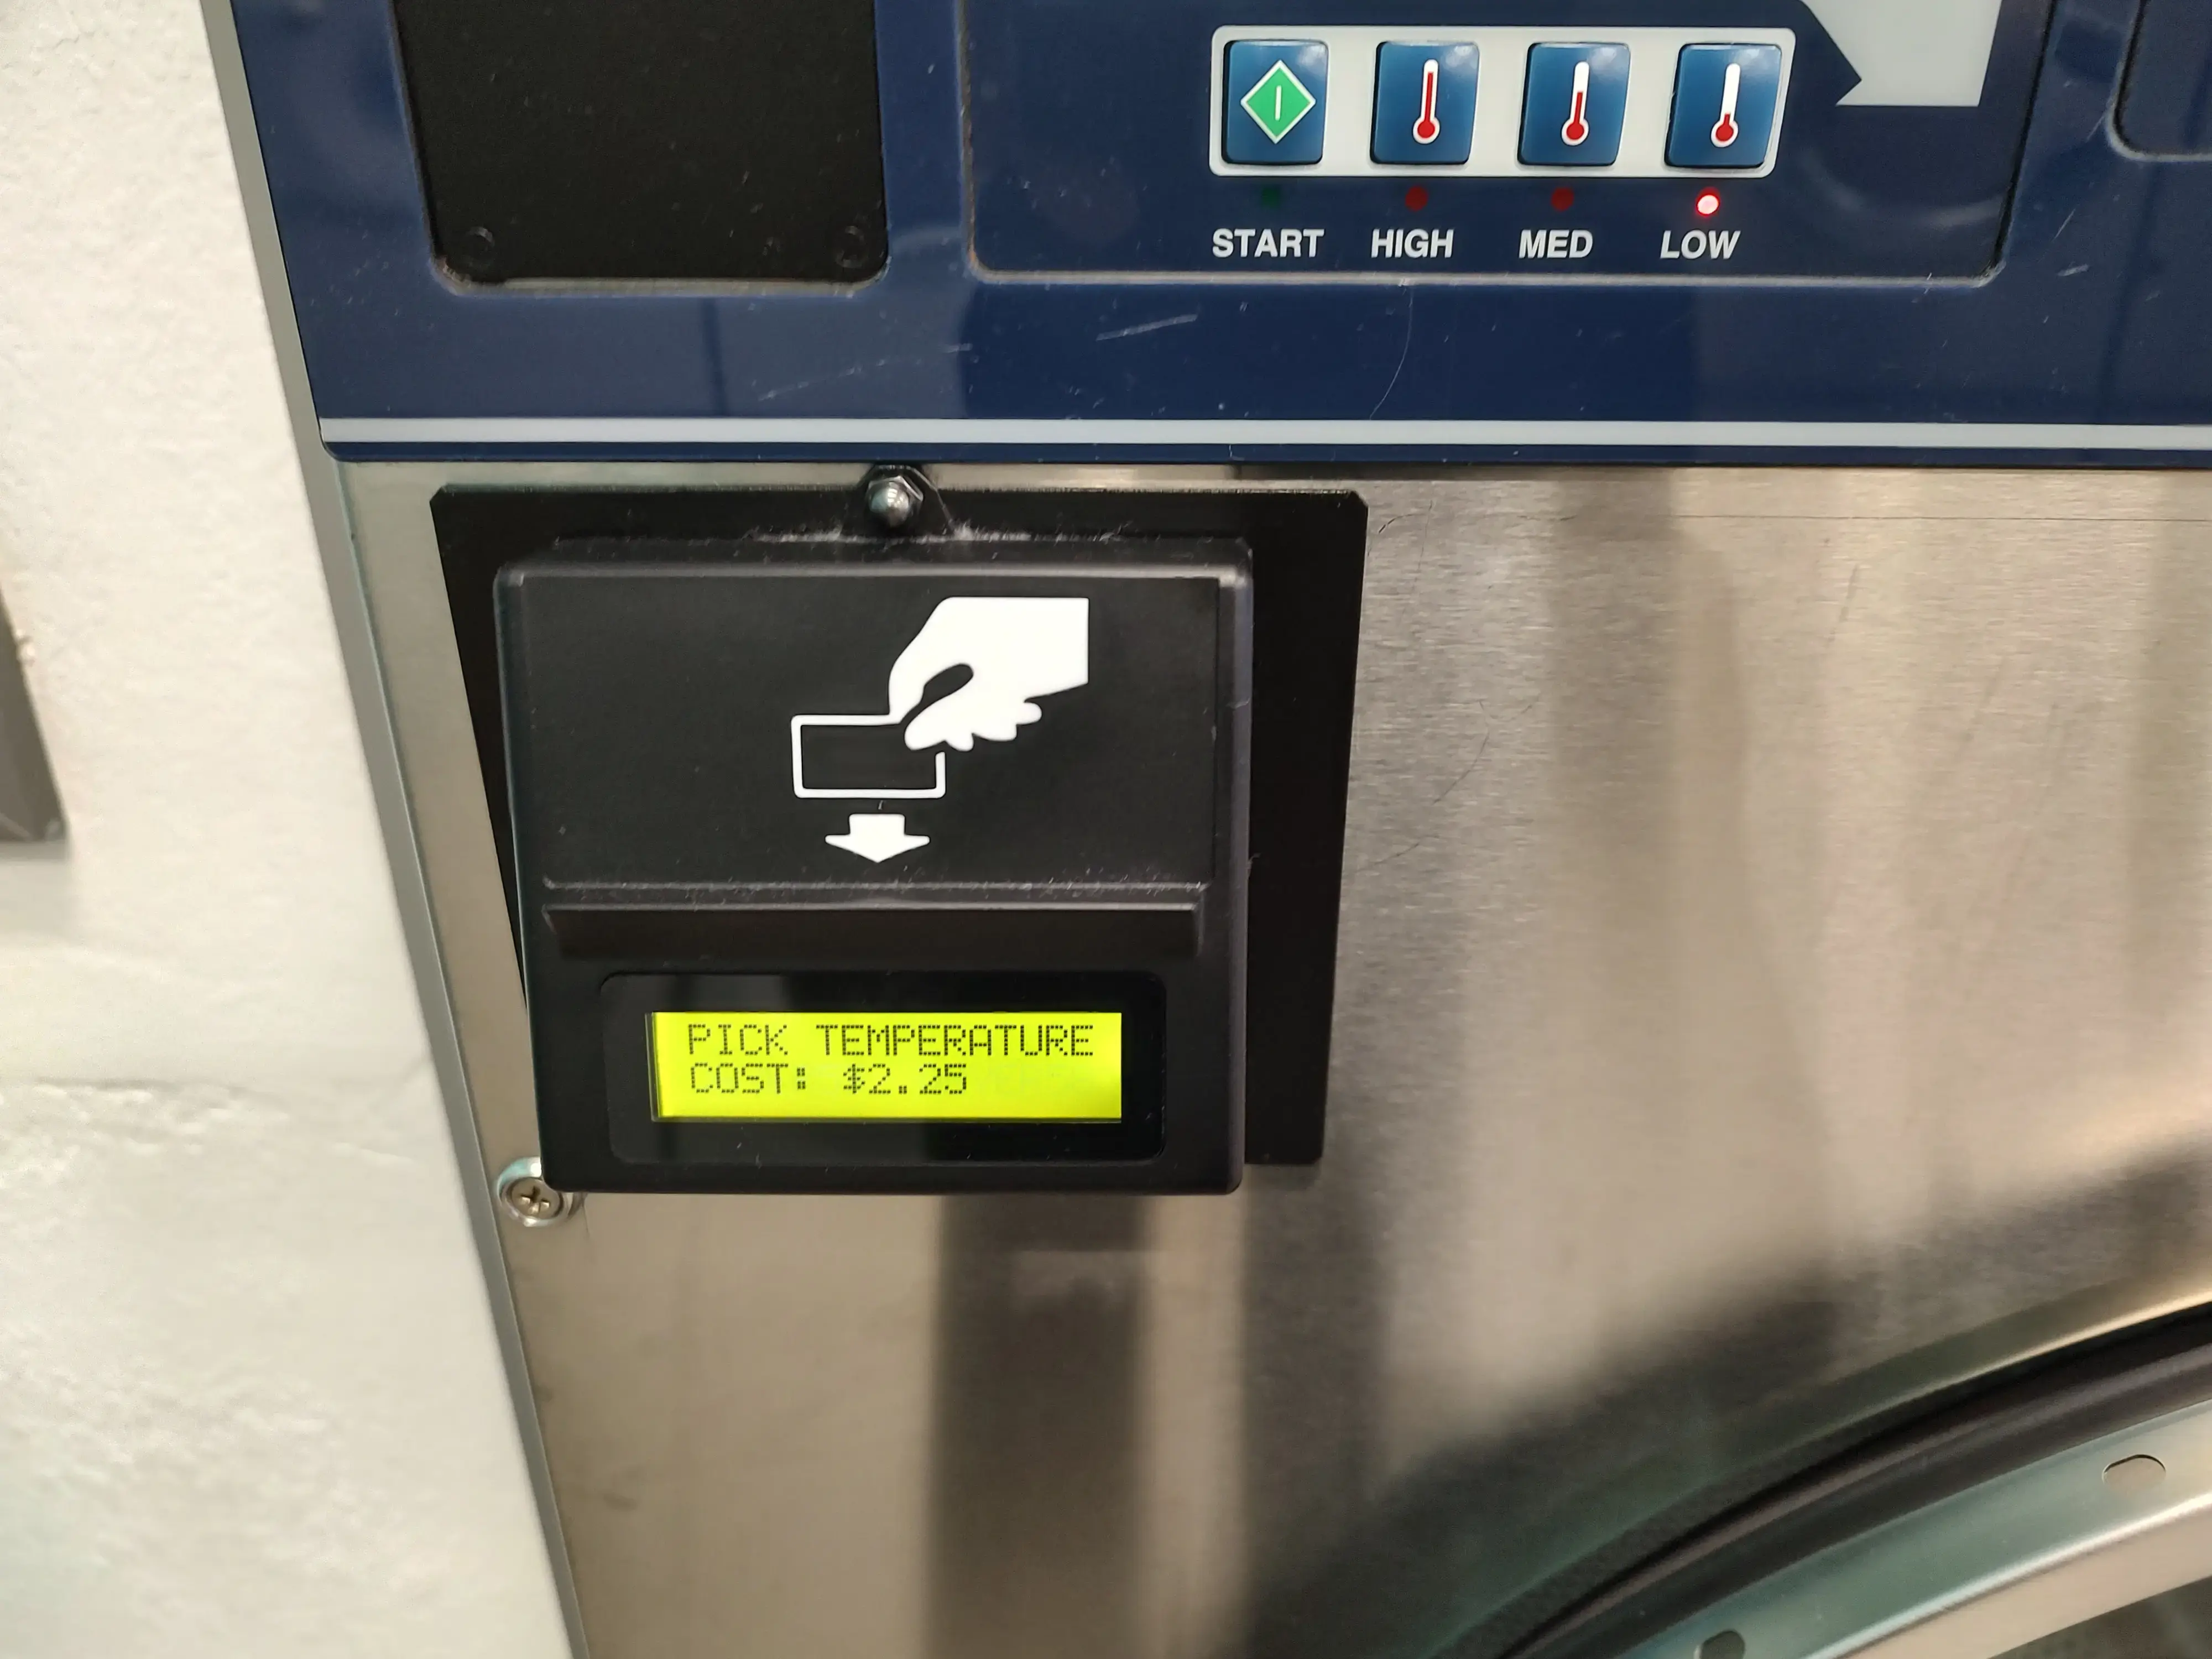 START HIGH MED LOW
PICK TEMPERATURE
COST: $2.25